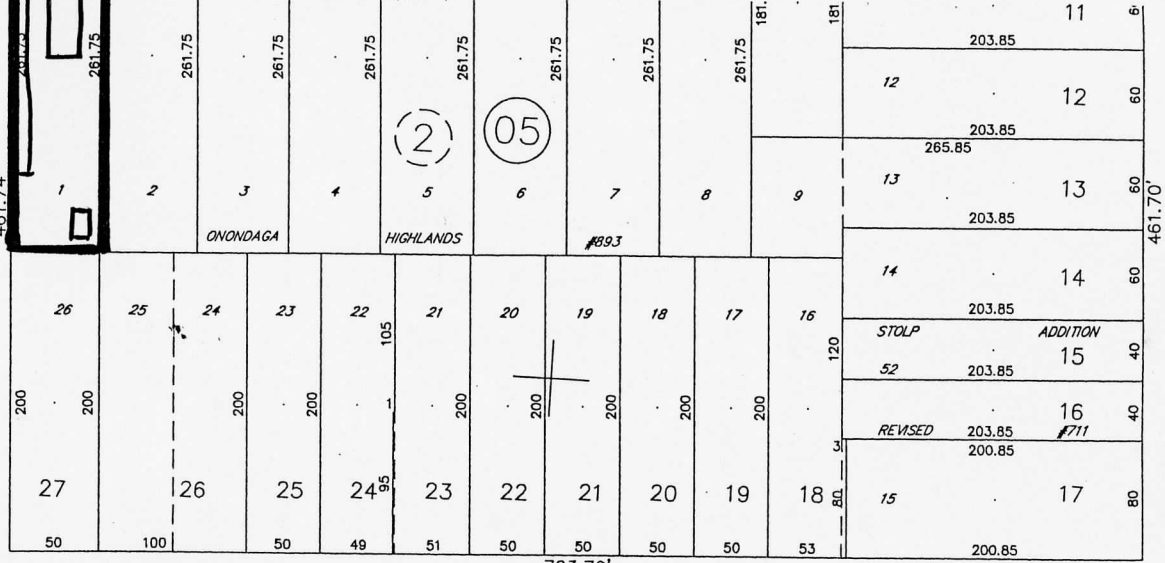 181. 181 11 6
261.75 261.75 261.75 261.75 261.75 261.75 261.75 261.75 261.75 203.85
12 12 60
2 05 203.85
265.85
1 2 3 4 5 6 7 8 9 13 13 60
461.74 203.85 461.70'
ONONDAGA HIGHLANDS #893
14 14 60
26 25 24 23 22 21 20 19 18 17 16 203.85
105 120 STOLP ADDITION
15 40
52 203.85
200 200 200 200 1 200 200 200 200 200 16 40
REVISED 203.85 #711
3 200.85
27 26 25 24 95 23 22 21 20 19 18 80 15 17 80
50 100 50 49 51 50 50 50 50 53 200.85